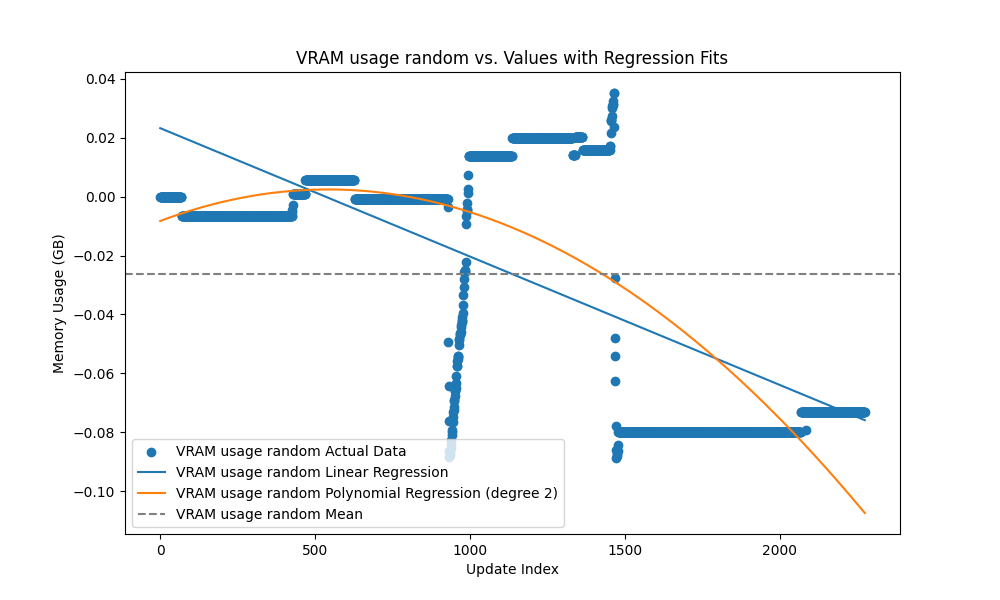 VRAM usage random vs. Values with Regression Fits
Memory Usage (GB)
0.04
0.02
0.00
−0.02
−0.04
−0.06
−0.08
−0.10
VRAM usage random Actual Data
VRAM usage random Linear Regression
VRAM usage random Polynomial Regression (degree 2)
VRAM usage random Mean
0 500 1000 1500 2000
Update Index